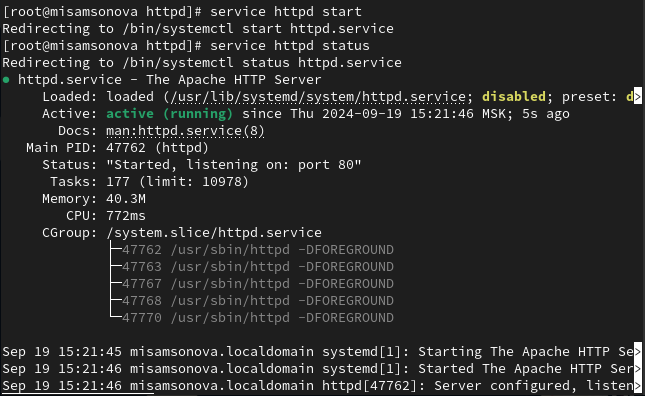 [root@misamsonova httpd]# service httpd start
Redirecting to /bin/systemctl start httpd.service
[root@misamsonova httpd]# service httpd status
Redirecting to /bin/systemctl status httpd.service
● httpd.service - The Apache HTTP Server
     Loaded: loaded (/usr/lib/systemd/system/httpd.service; disabled; preset: d>
     Active: active (running) since Thu 2024-09-19 15:21:46 MSK; 5s ago
       Docs: man:httpd.service(8)
   Main PID: 47762 (httpd)
     Status: "Started, listening on: port 80"
      Tasks: 177 (limit: 10978)
     Memory: 40.3M
        CPU: 772ms
     CGroup: /system.slice/httpd.service
             ├─47762 /usr/sbin/httpd -DFOREGROUND
             ├─47763 /usr/sbin/httpd -DFOREGROUND
             ├─47767 /usr/sbin/httpd -DFOREGROUND
             ├─47768 /usr/sbin/httpd -DFOREGROUND
             └─47770 /usr/sbin/httpd -DFOREGROUND
Sep 19 15:21:45 misamsonova.localdomain systemd[1]: Starting The Apache HTTP Se>
Sep 19 15:21:46 misamsonova.localdomain systemd[1]: Started The Apache HTTP Ser>
Sep 19 15:21:46 misamsonova.localdomain httpd[47762]: Server configured, listen>